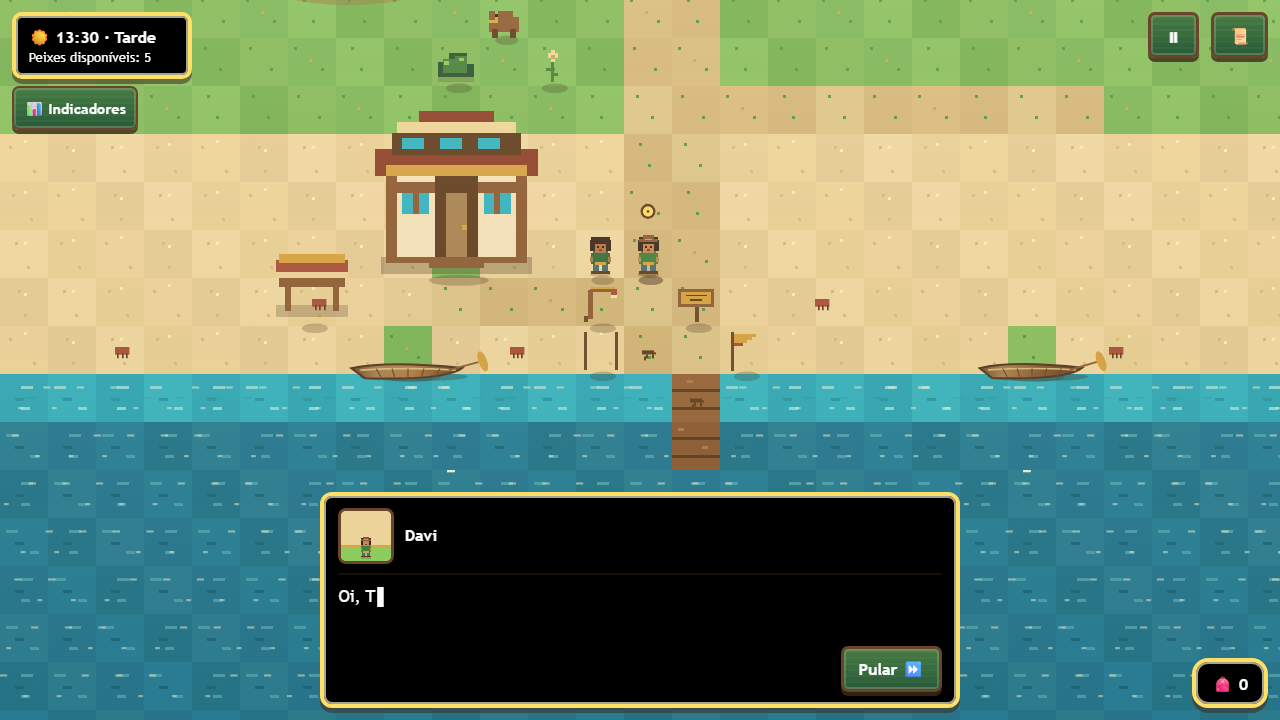 13:30 · Tarde
Peixes disponíveis: 5
Indicadores
Davi
Oi, T
Pular
0